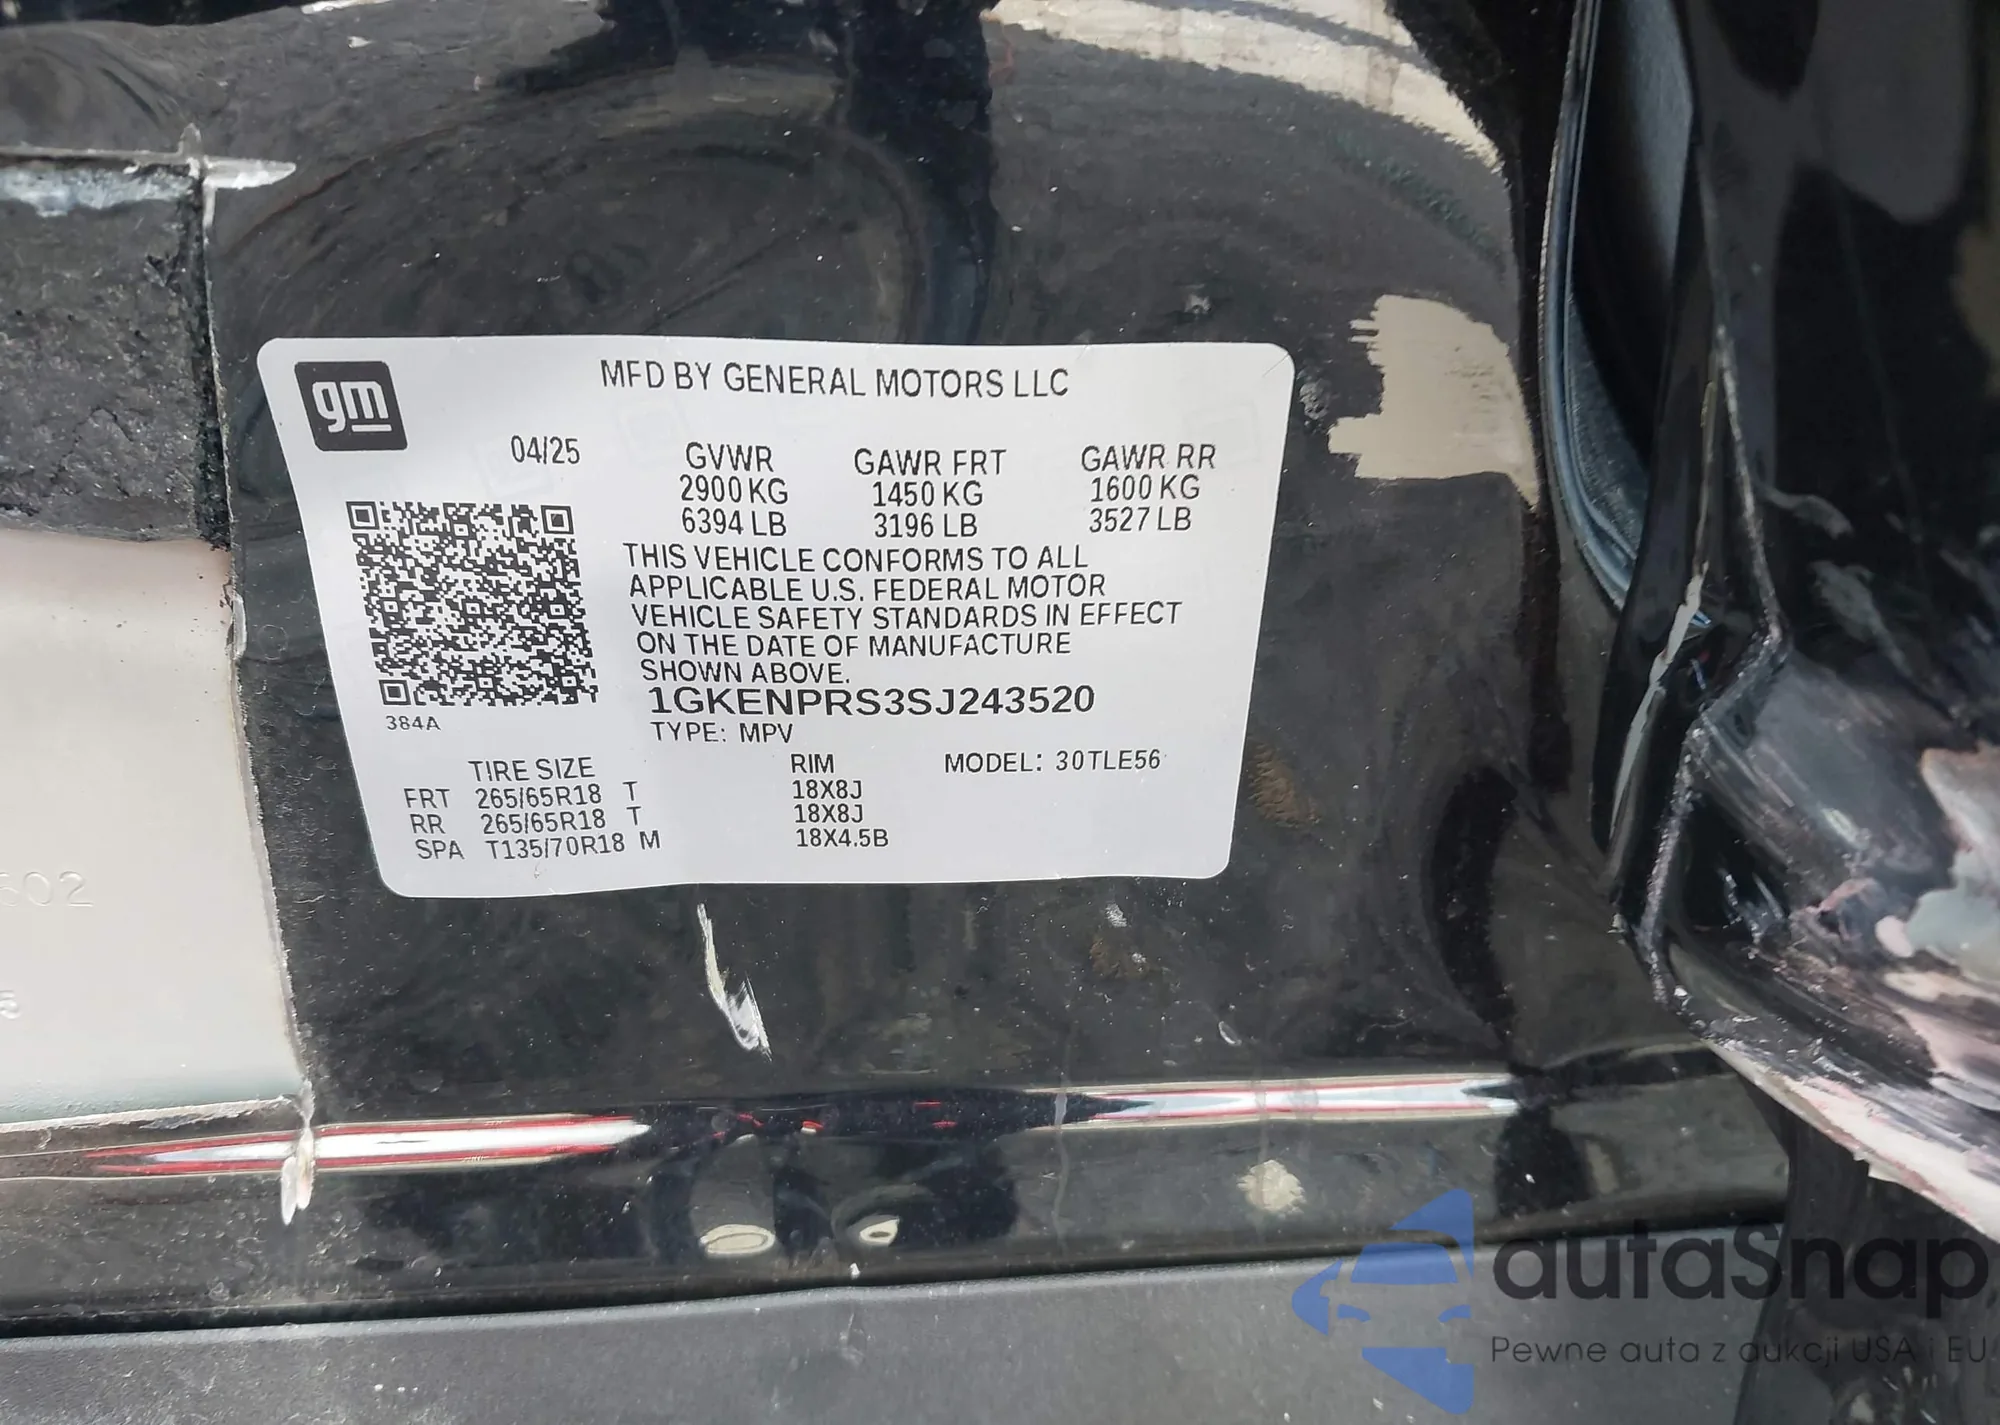 gm
MFD BY GENERAL MOTORS LLC
04/25
GVWR GAWR FRT GAWR RR
2900 KG 1450 KG 1600 KG
6394 LB 3196 LB 3527 LB
THIS VEHICLE CONFORMS TO ALL
APPLICABLE U.S. FEDERAL MOTOR
VEHICLE SAFETY STANDARDS IN EFFECT
ON THE DATE OF MANUFACTURE
SHOWN ABOVE.
1GKENPRS3SJ243520
384A
TYPE: MPV
TIRE SIZE RIM MODEL: 30TLE56
FRT 265/65R18 T 18X8J
RR 265/65R18 T 18X8J
SPA T135/70R18 M 18X4.5B
autaSnap
Pewne auta z aukcji USA i EU